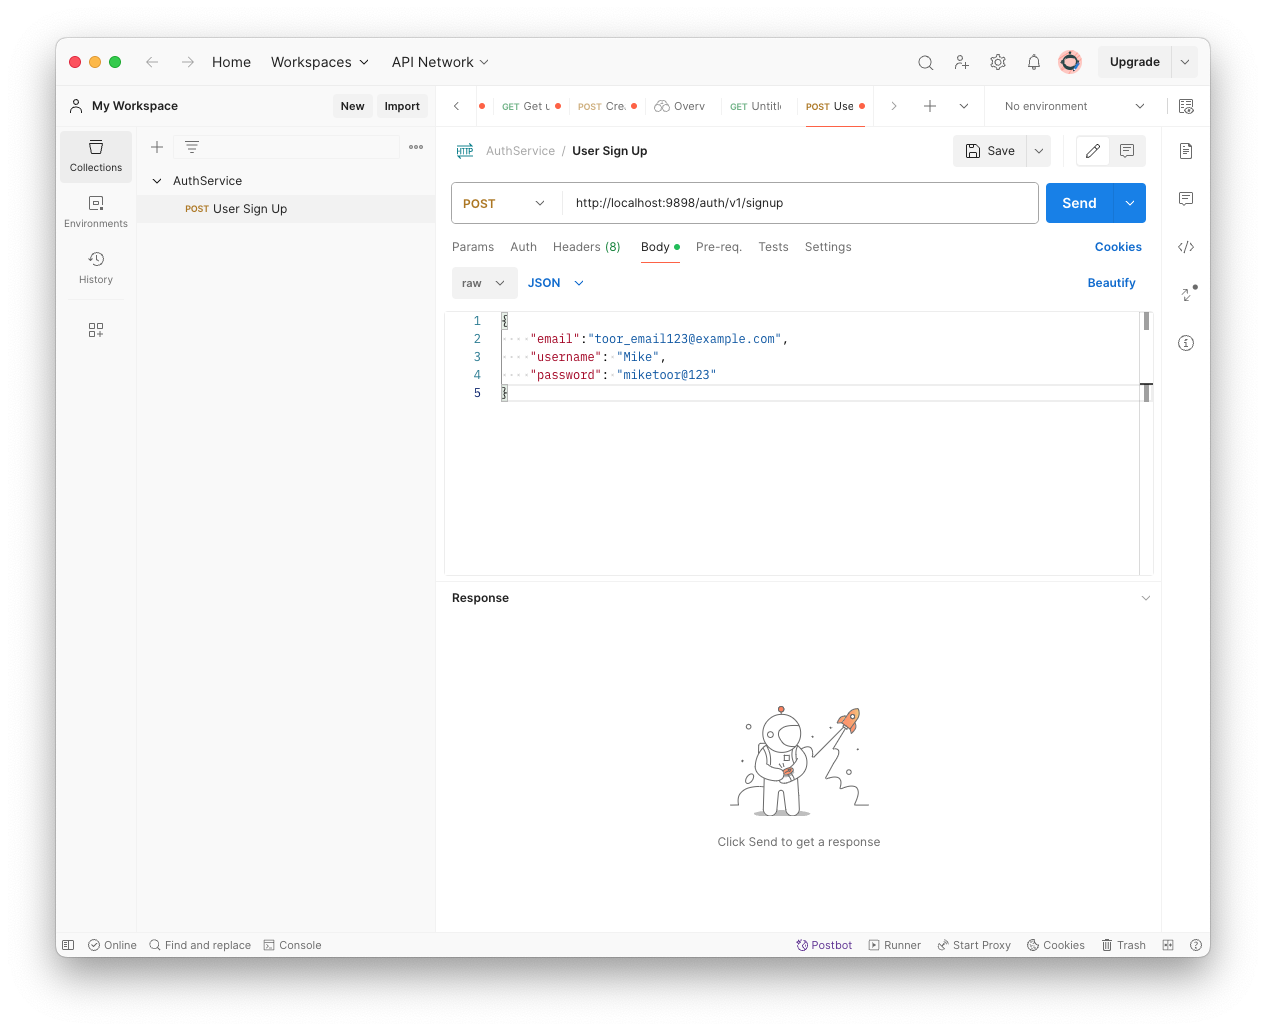 Home Workspaces API Network Upgrade
My Workspace New Import GET Get u POST Cre. Overv GET Untitl POST Use No environment
Collections
Environments
History
AuthService
POST User Sign Up
HTTP AuthService / User Sign Up Save
POST http://localhost:9898/auth/v1/signup Send
Params Auth Headers (8) Body Pre-req. Tests Settings Cookies
raw JSON Beautify
1 {
2 "email":"toor_email123@example.com",
3 "username": "Mike",
4 "password": "miketoor@123"
5 }
Response
Click Send to get a response
Online Find and replace Console Postbot Runner Start Proxy Cookies Trash